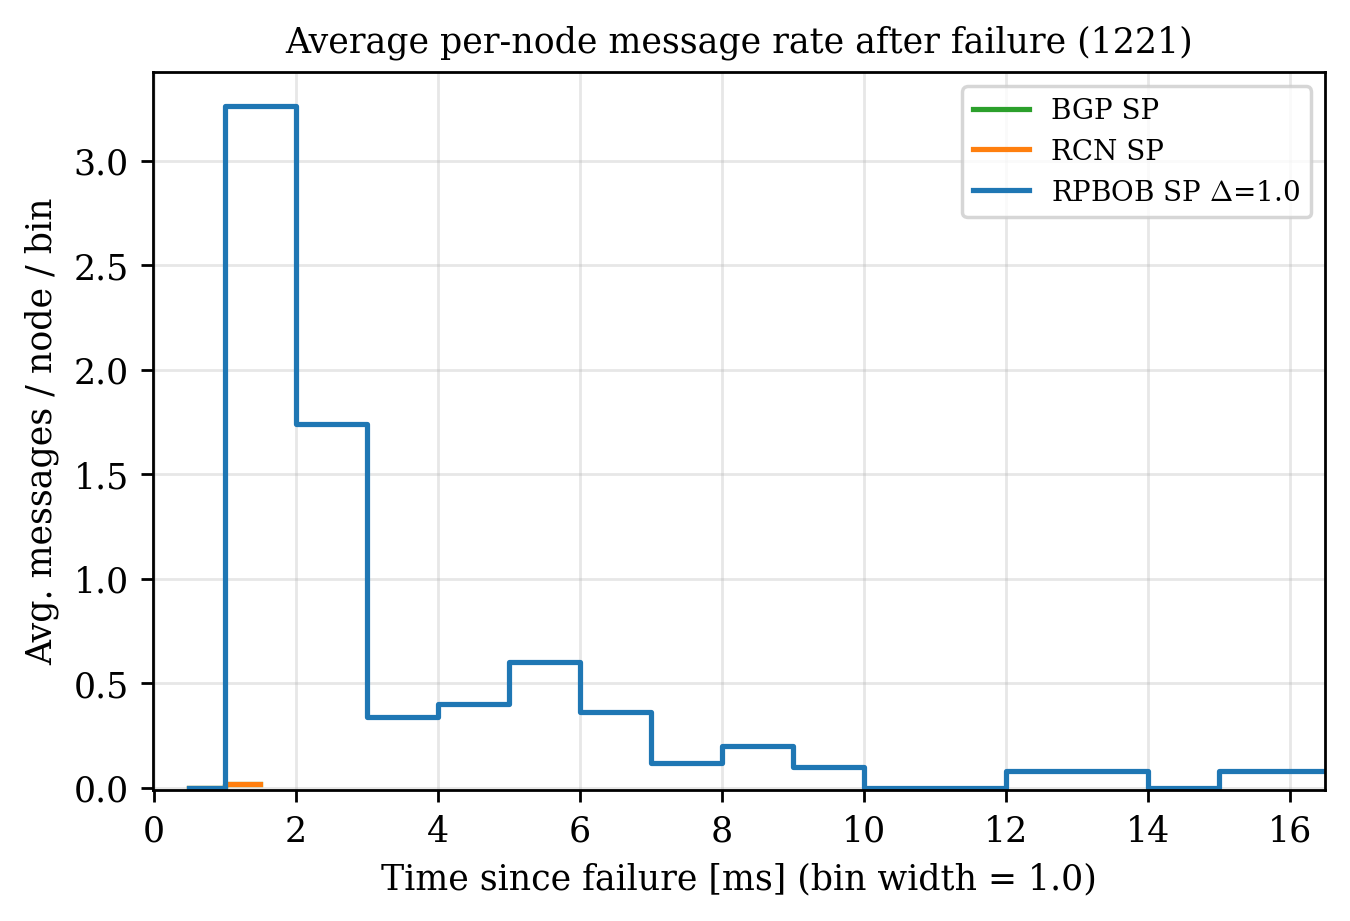 Average per-node message rate after failure (1221)
BGP SP
RCN SP
RPBOB SP Δ=1.0
Avg. messages / node / bin
3.0
2.5
2.0
1.5
1.0
0.5
0.0
0 2 4 6 8 10 12 14 16
Time since failure [ms] (bin width = 1.0)